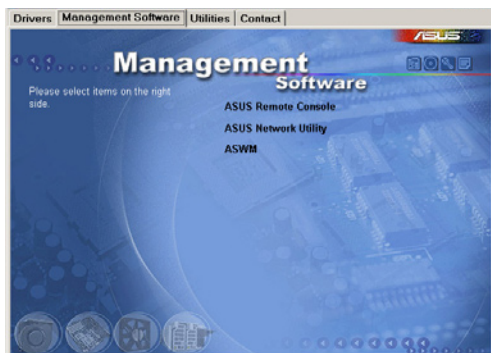 Drivers Management Software Utilities Contact
ASUS
Management
Software
Please select items on the right
side.
ASUS Remote Console
ASUS Network Utility
ASWM